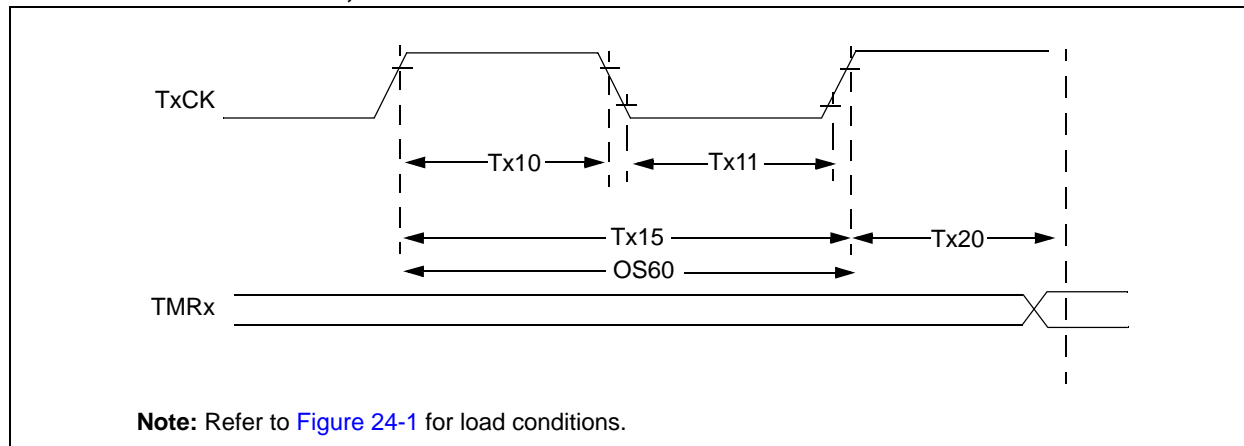 TxCK
Tx10 Tx11
Tx15 Tx20
OS60
TMRx
Note: Refer to Figure 24-1 for load conditions.